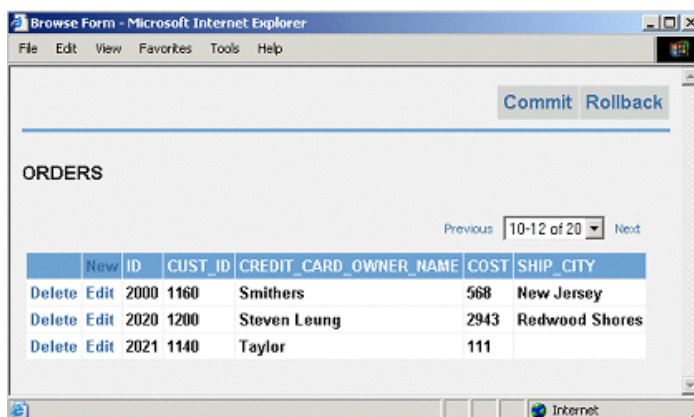 Browse Form - Microsoft Internet Explorer
File Edit View Favorites Tools Help
Commit Rollback
ORDERS
Previous 10-12 of 20 Next
New ID CUST_ID CREDIT_CARD_OWNER_NAME COST SHIP_CITY
Delete Edit 2000 1160 Smithers 568 New Jersey
Delete Edit 2020 1200 Steven Leung 2943 Redwood Shores
Delete Edit 2021 1140 Taylor 111
Internet